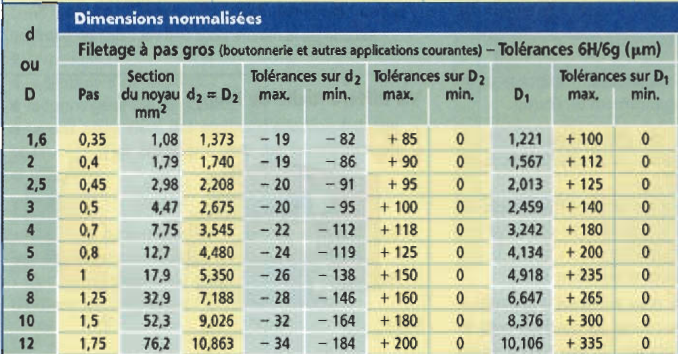 d
ou
D
Dimensions normalisées
Filetage à pas gros (boutonnerie et autres applications courantes) – Tolérances 6H/6g (μm)
Pas
Section
du noyau
mm²
d₂ = D₂
Tolérances sur d₂
max. min.
Tolérances sur D₂
max. min.
D₁
Tolérances sur D₁
max. min.
1,6 0,35 1,08 1,373 – 19 – 82 + 85 0 1,221 + 100 0
2 0,4 1,79 1,740 – 19 – 86 + 90 0 1,567 + 112 0
2,5 0,45 2,98 2,208 – 20 – 91 + 95 0 2,013 + 125 0
3 0,5 4,47 2,675 – 20 – 95 + 100 0 2,459 + 140 0
4 0,7 7,75 3,545 – 22 – 112 + 118 0 3,242 + 180 0
5 0,8 12,7 4,480 – 24 – 119 + 125 0 4,134 + 200 0
6 1 17,9 5,350 – 26 – 138 + 150 0 4,918 + 235 0
8 1,25 32,9 7,188 – 28 – 146 + 160 0 6,647 + 265 0
10 1,5 52,3 9,026 – 32 – 164 + 180 0 8,376 + 300 0
12 1,75 76,2 10,863 – 34 – 184 + 200 0 10,106 + 335 0